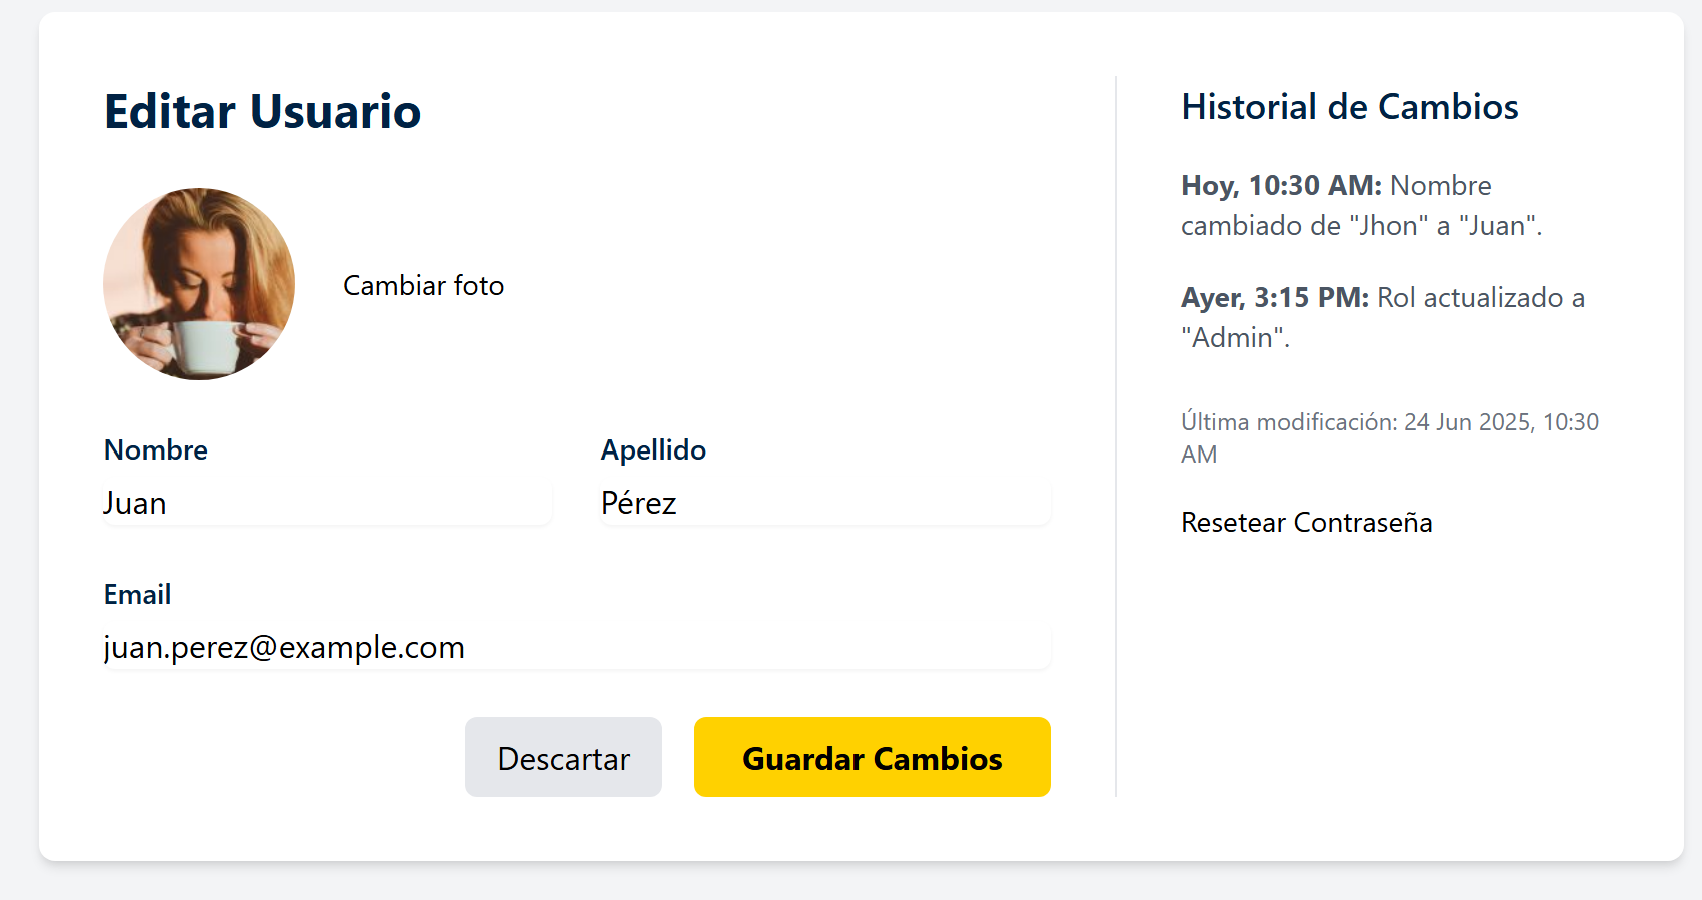 Editar Usuario
Cambiar foto
Nombre
Apellido
Juan
Pérez
Email
juan.perez@example.com
Descartar
Guardar Cambios
Historial de Cambios
Hoy, 10:30 AM: Nombre
cambiado de "Jhon" a "Juan".
Ayer, 3:15 PM: Rol actualizado a
"Admin".
Última modificación: 24 Jun 2025, 10:30
AM
Resetear Contraseña